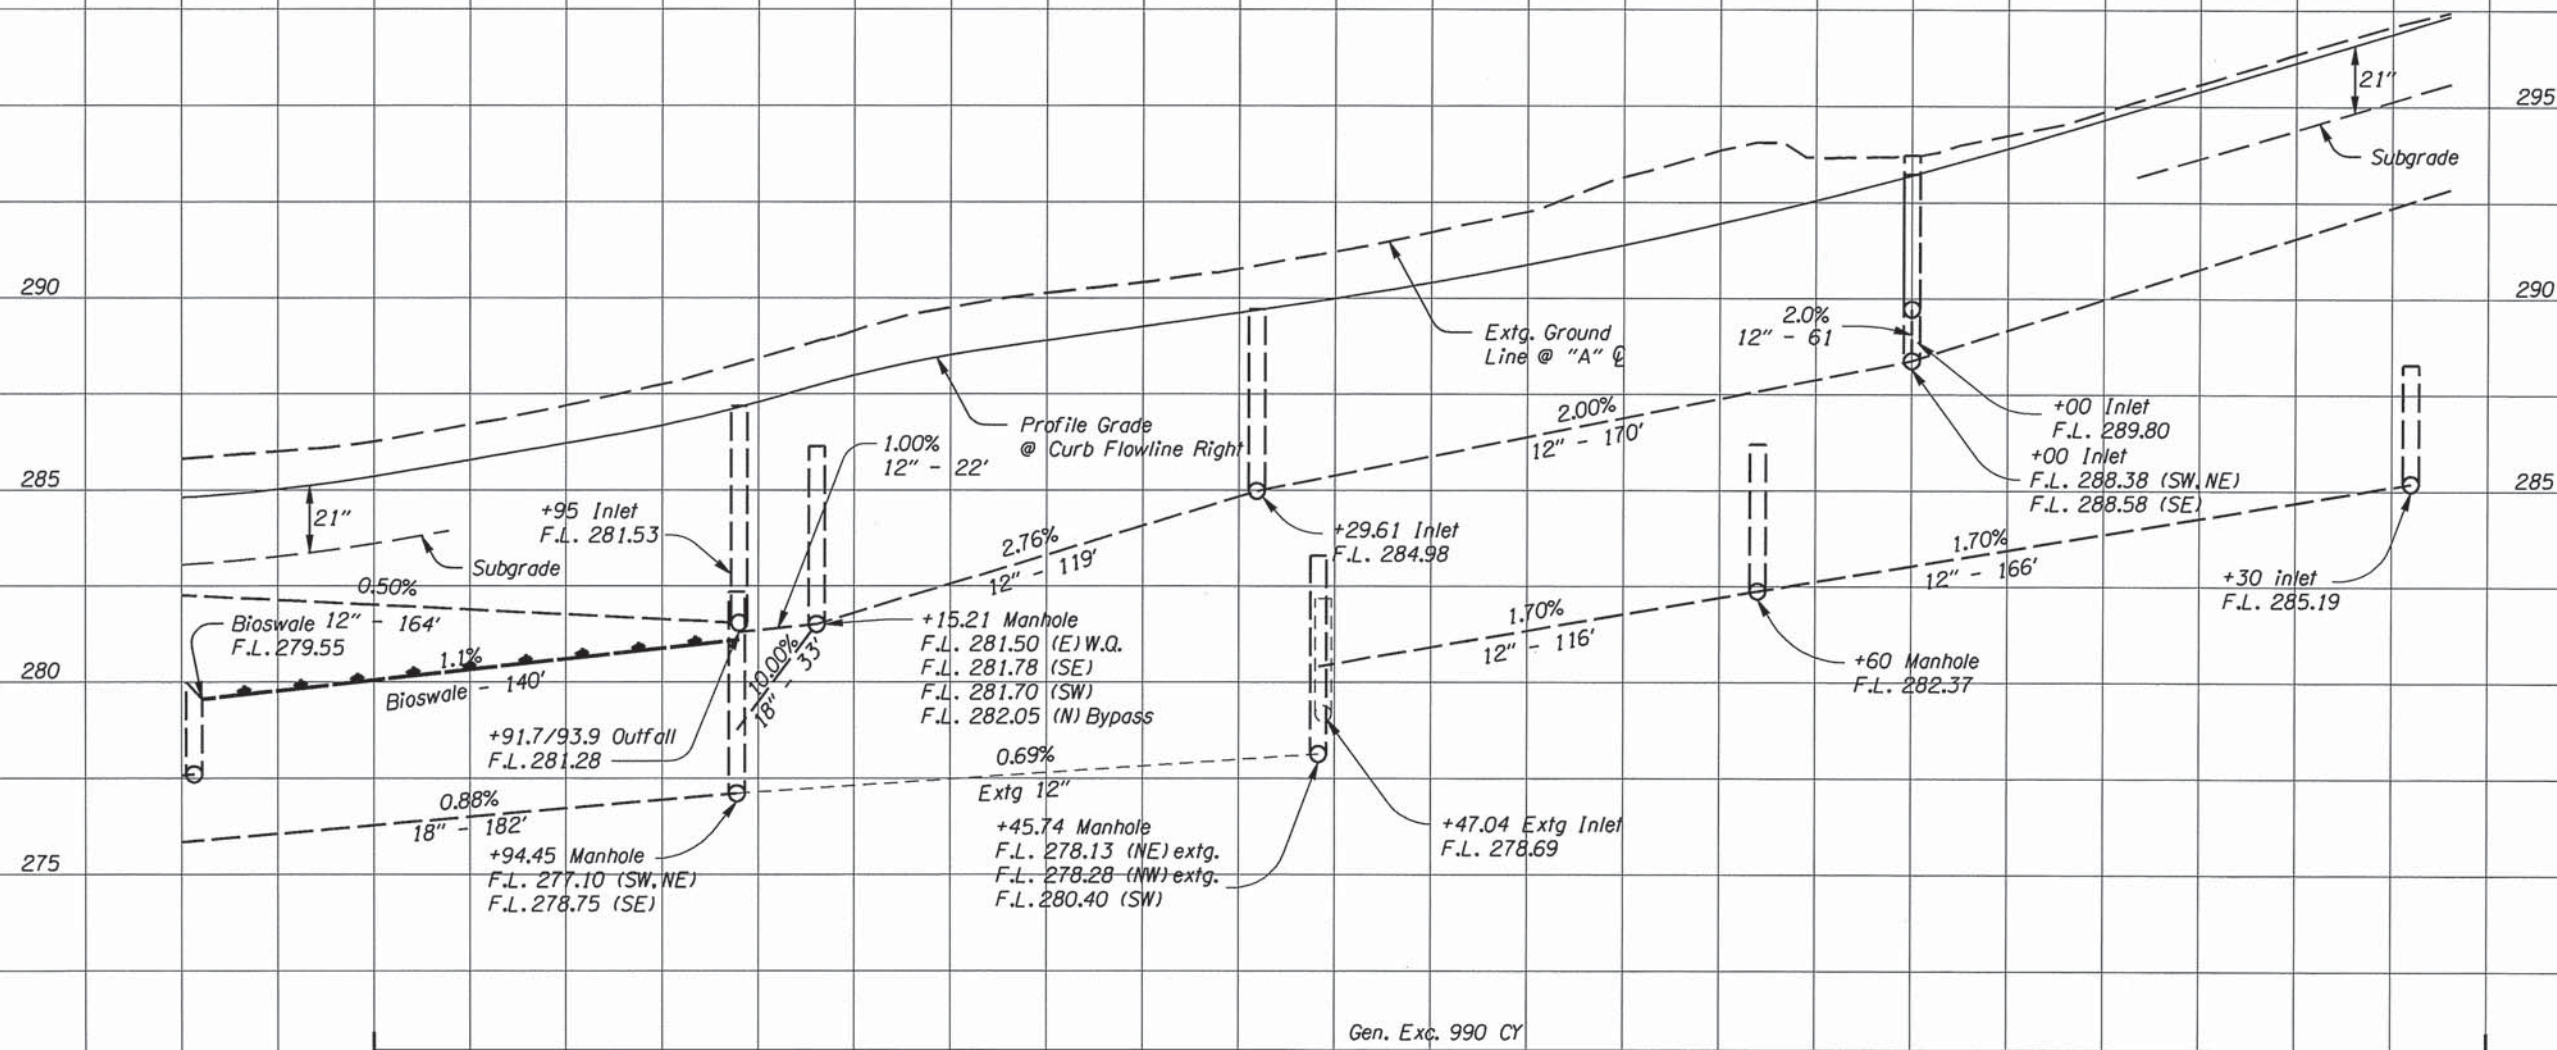 21"
295
Subgrade
290
290
Extg. Ground
Line @ "A" ℄
2.0%
12" - 61
Profile Grade
@ Curb Flowline Right
1.00%
12" - 22'
2.00%
12" - 170'
+00 Inlet
F.L. 289.80
+00 Inlet
F.L. 288.38 (SW,NE)
F.L. 288.58 (SE)
285
285
21"
+95 Inlet
F.L. 281.53
Subgrade
2.76%
12" - 119'
+29.61 Inlet
F.L. 284.98
1.70%
12" - 166'
+30 inlet
F.L. 285.19
0.50%
12" - 164'
Bioswale
F.L. 279.55
1.1%
Bioswale - 140'
280
10.00%
18" - 33'
+15.21 Manhole
F.L. 281.50 (E) W.Q.
F.L. 281.78 (SE)
F.L. 281.70 (SW)
F.L. 282.05 (N) Bypass
1.70%
12" - 116'
+60 Manhole
F.L. 282.37
+91.7/93.9 Outfall
F.L. 281.28
0.69%
Extg 12"
0.88%
18" - 182'
+45.74 Manhole
F.L. 278.13 (NE) extg.
F.L. 278.28 (NW) extg.
F.L. 280.40 (SW)
+47.04 Extg Inlet
F.L. 278.69
275
+94.45 Manhole
F.L. 277.10 (SW,NE)
F.L. 278.75 (SE)
Gen. Exc. 990 CY